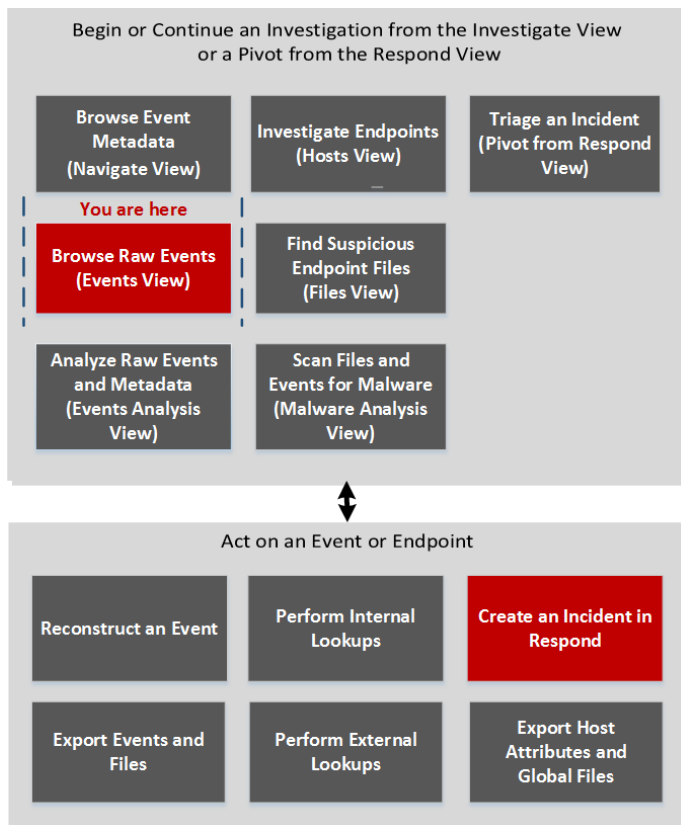 Begin or Continue an Investigation from the Investigate View
or a Pivot from the Respond View
Browse Event
Metadata
(Navigate View)
Investigate Endpoints
(Hosts View)
Triage an Incident
(Pivot from Respond
View)
You are here
Browse Raw Events
(Events View)
Find Suspicious
Endpoint Files
(Files View)
Analyze Raw Events
and Metadata
(Events Analysis
View)
Scan Files and
Events for Malware
(Malware Analysis
View)
Act on an Event or Endpoint
Reconstruct an Event
Perform Internal
Lookups
Create an Incident in
Respond
Export Events and
Files
Perform External
Lookups
Export Host
Attributes and
Global Files